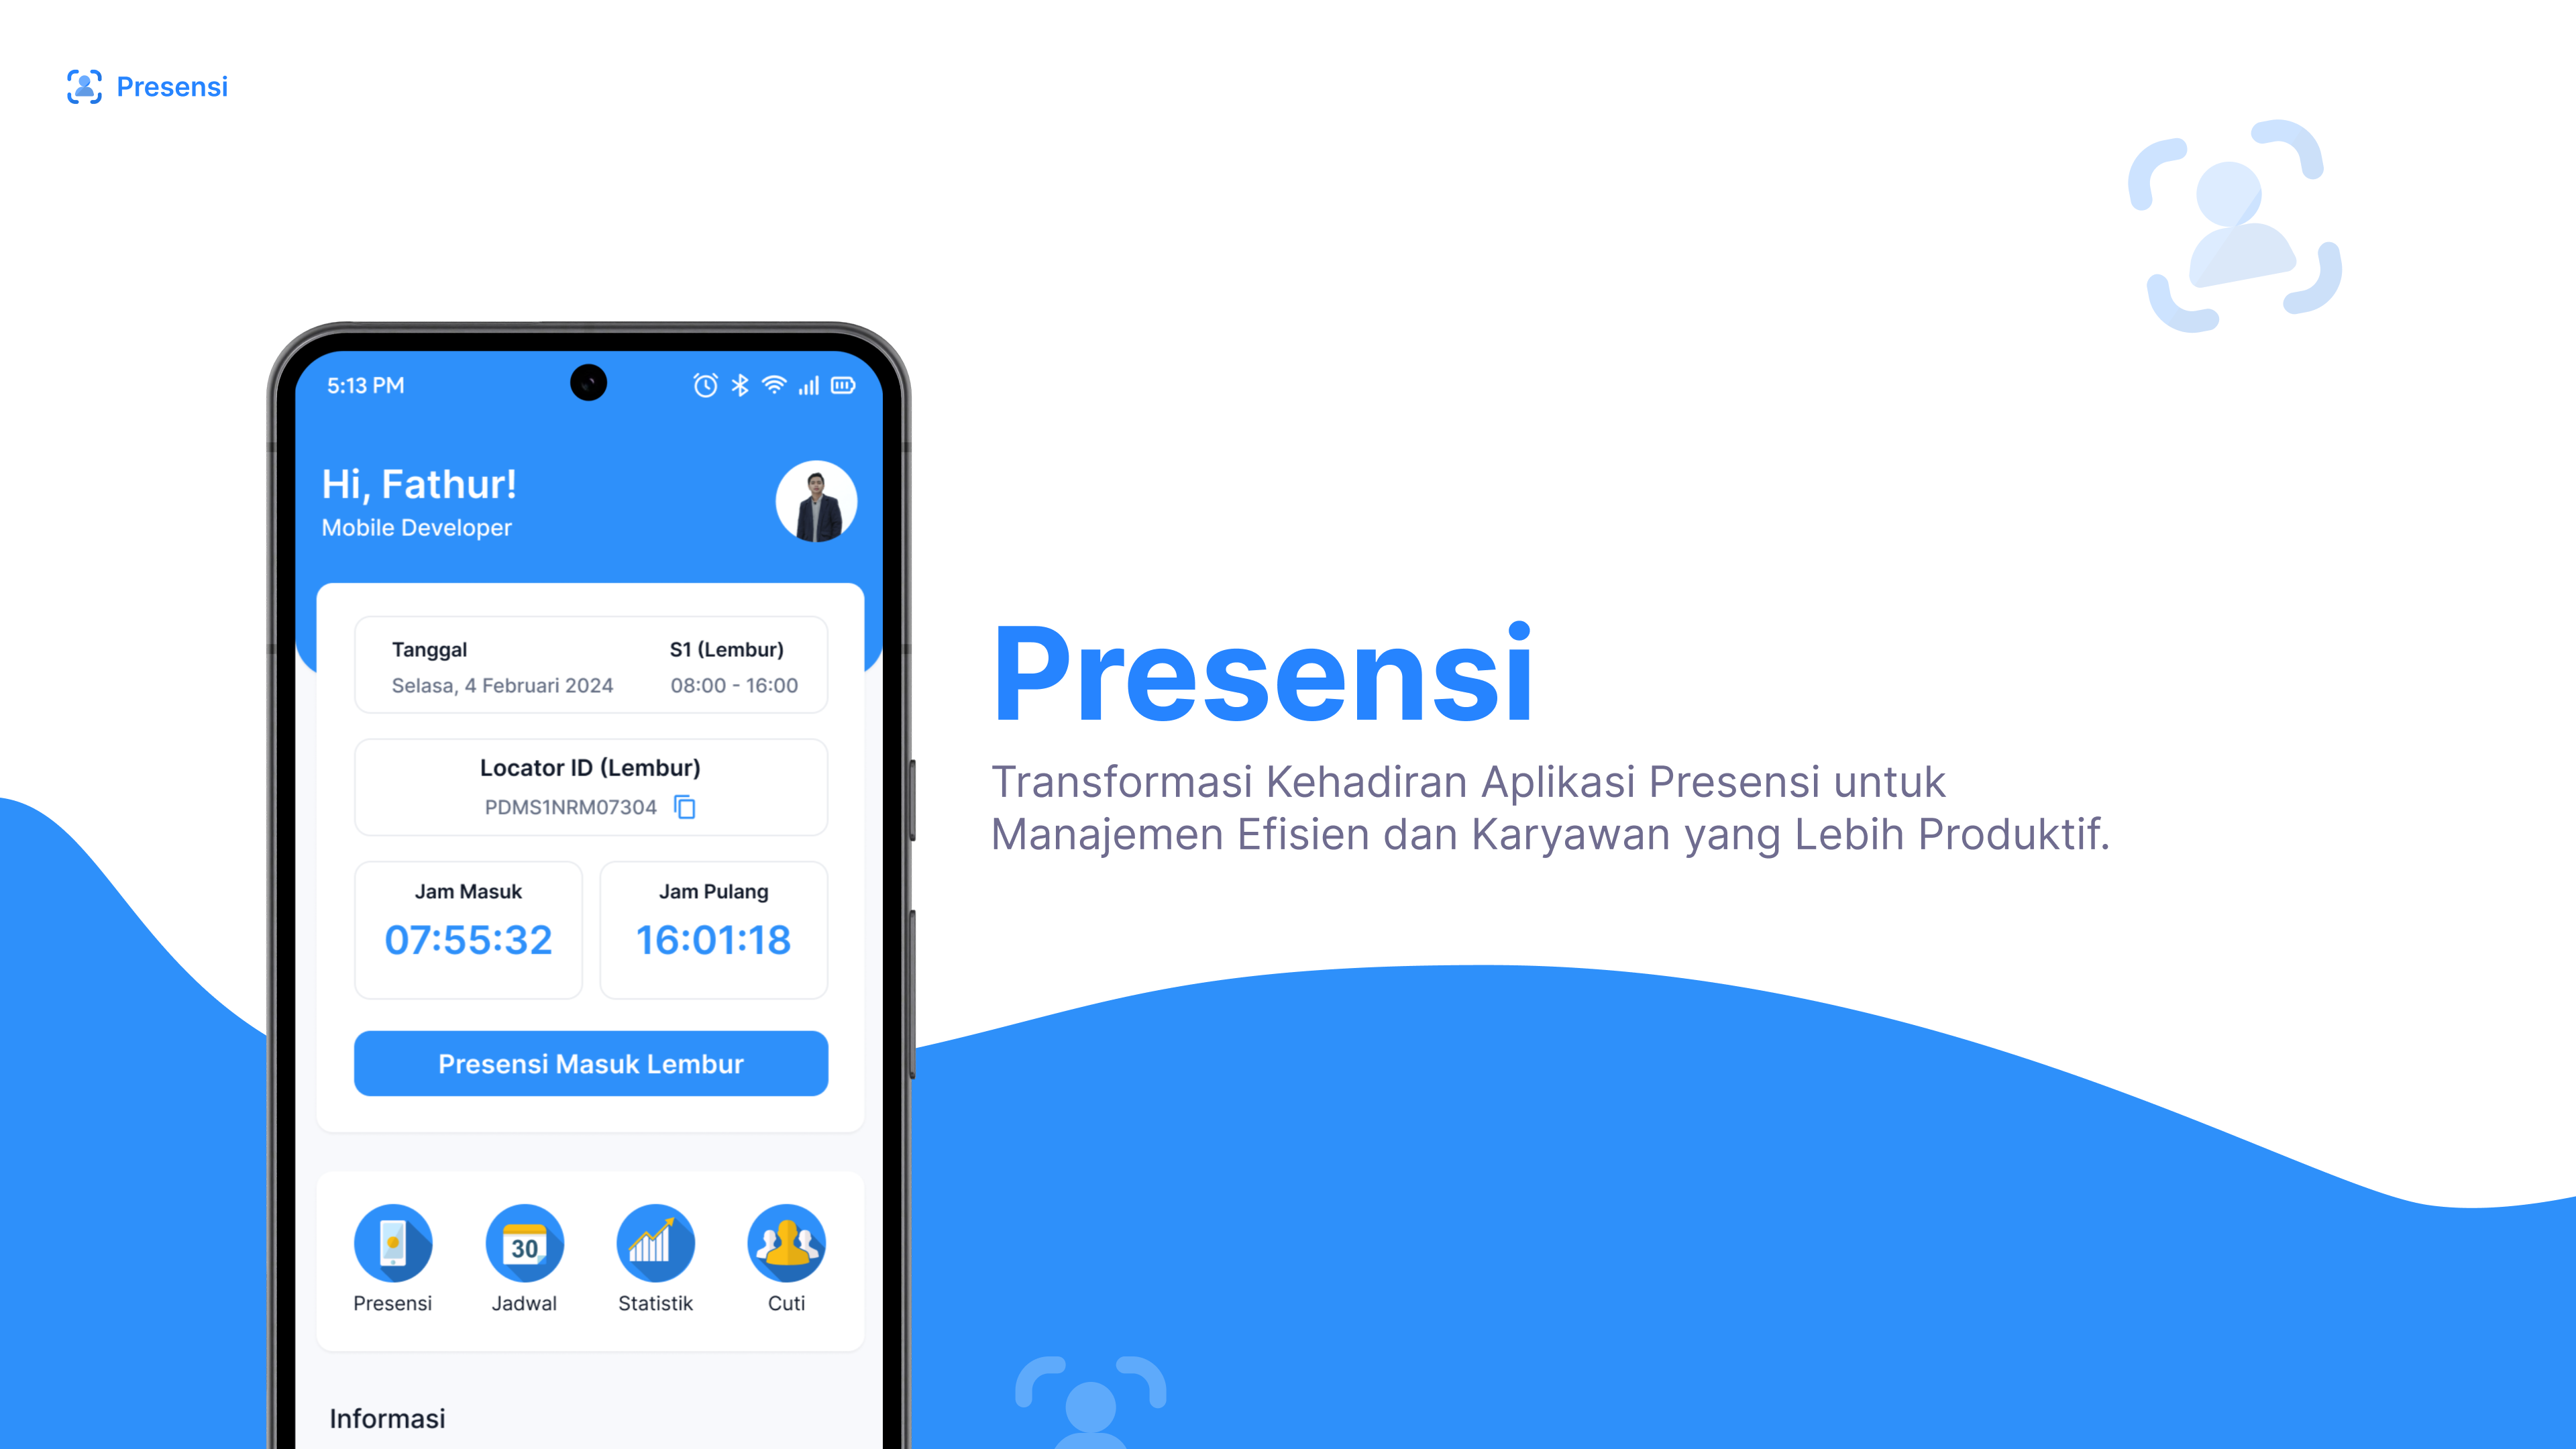 Presensi
5:13 PM
Hi, Fathur!
Mobile Developer
Tanggal
S1 (Lembur)
Selasa, 4 Februari 2024
08:00 - 16:00
Locator ID (Lembur)
PDMS1NRM07304
Jam Masuk
Jam Pulang
07:55:32
16:01:18
Presensi Masuk Lembur
30
Presensi
Jadwal
Statistik
Cuti
Informasi
Presensi
Transformasi Kehadiran Aplikasi Presensi untuk
Manajemen Efisien dan Karyawan yang Lebih Produktif.